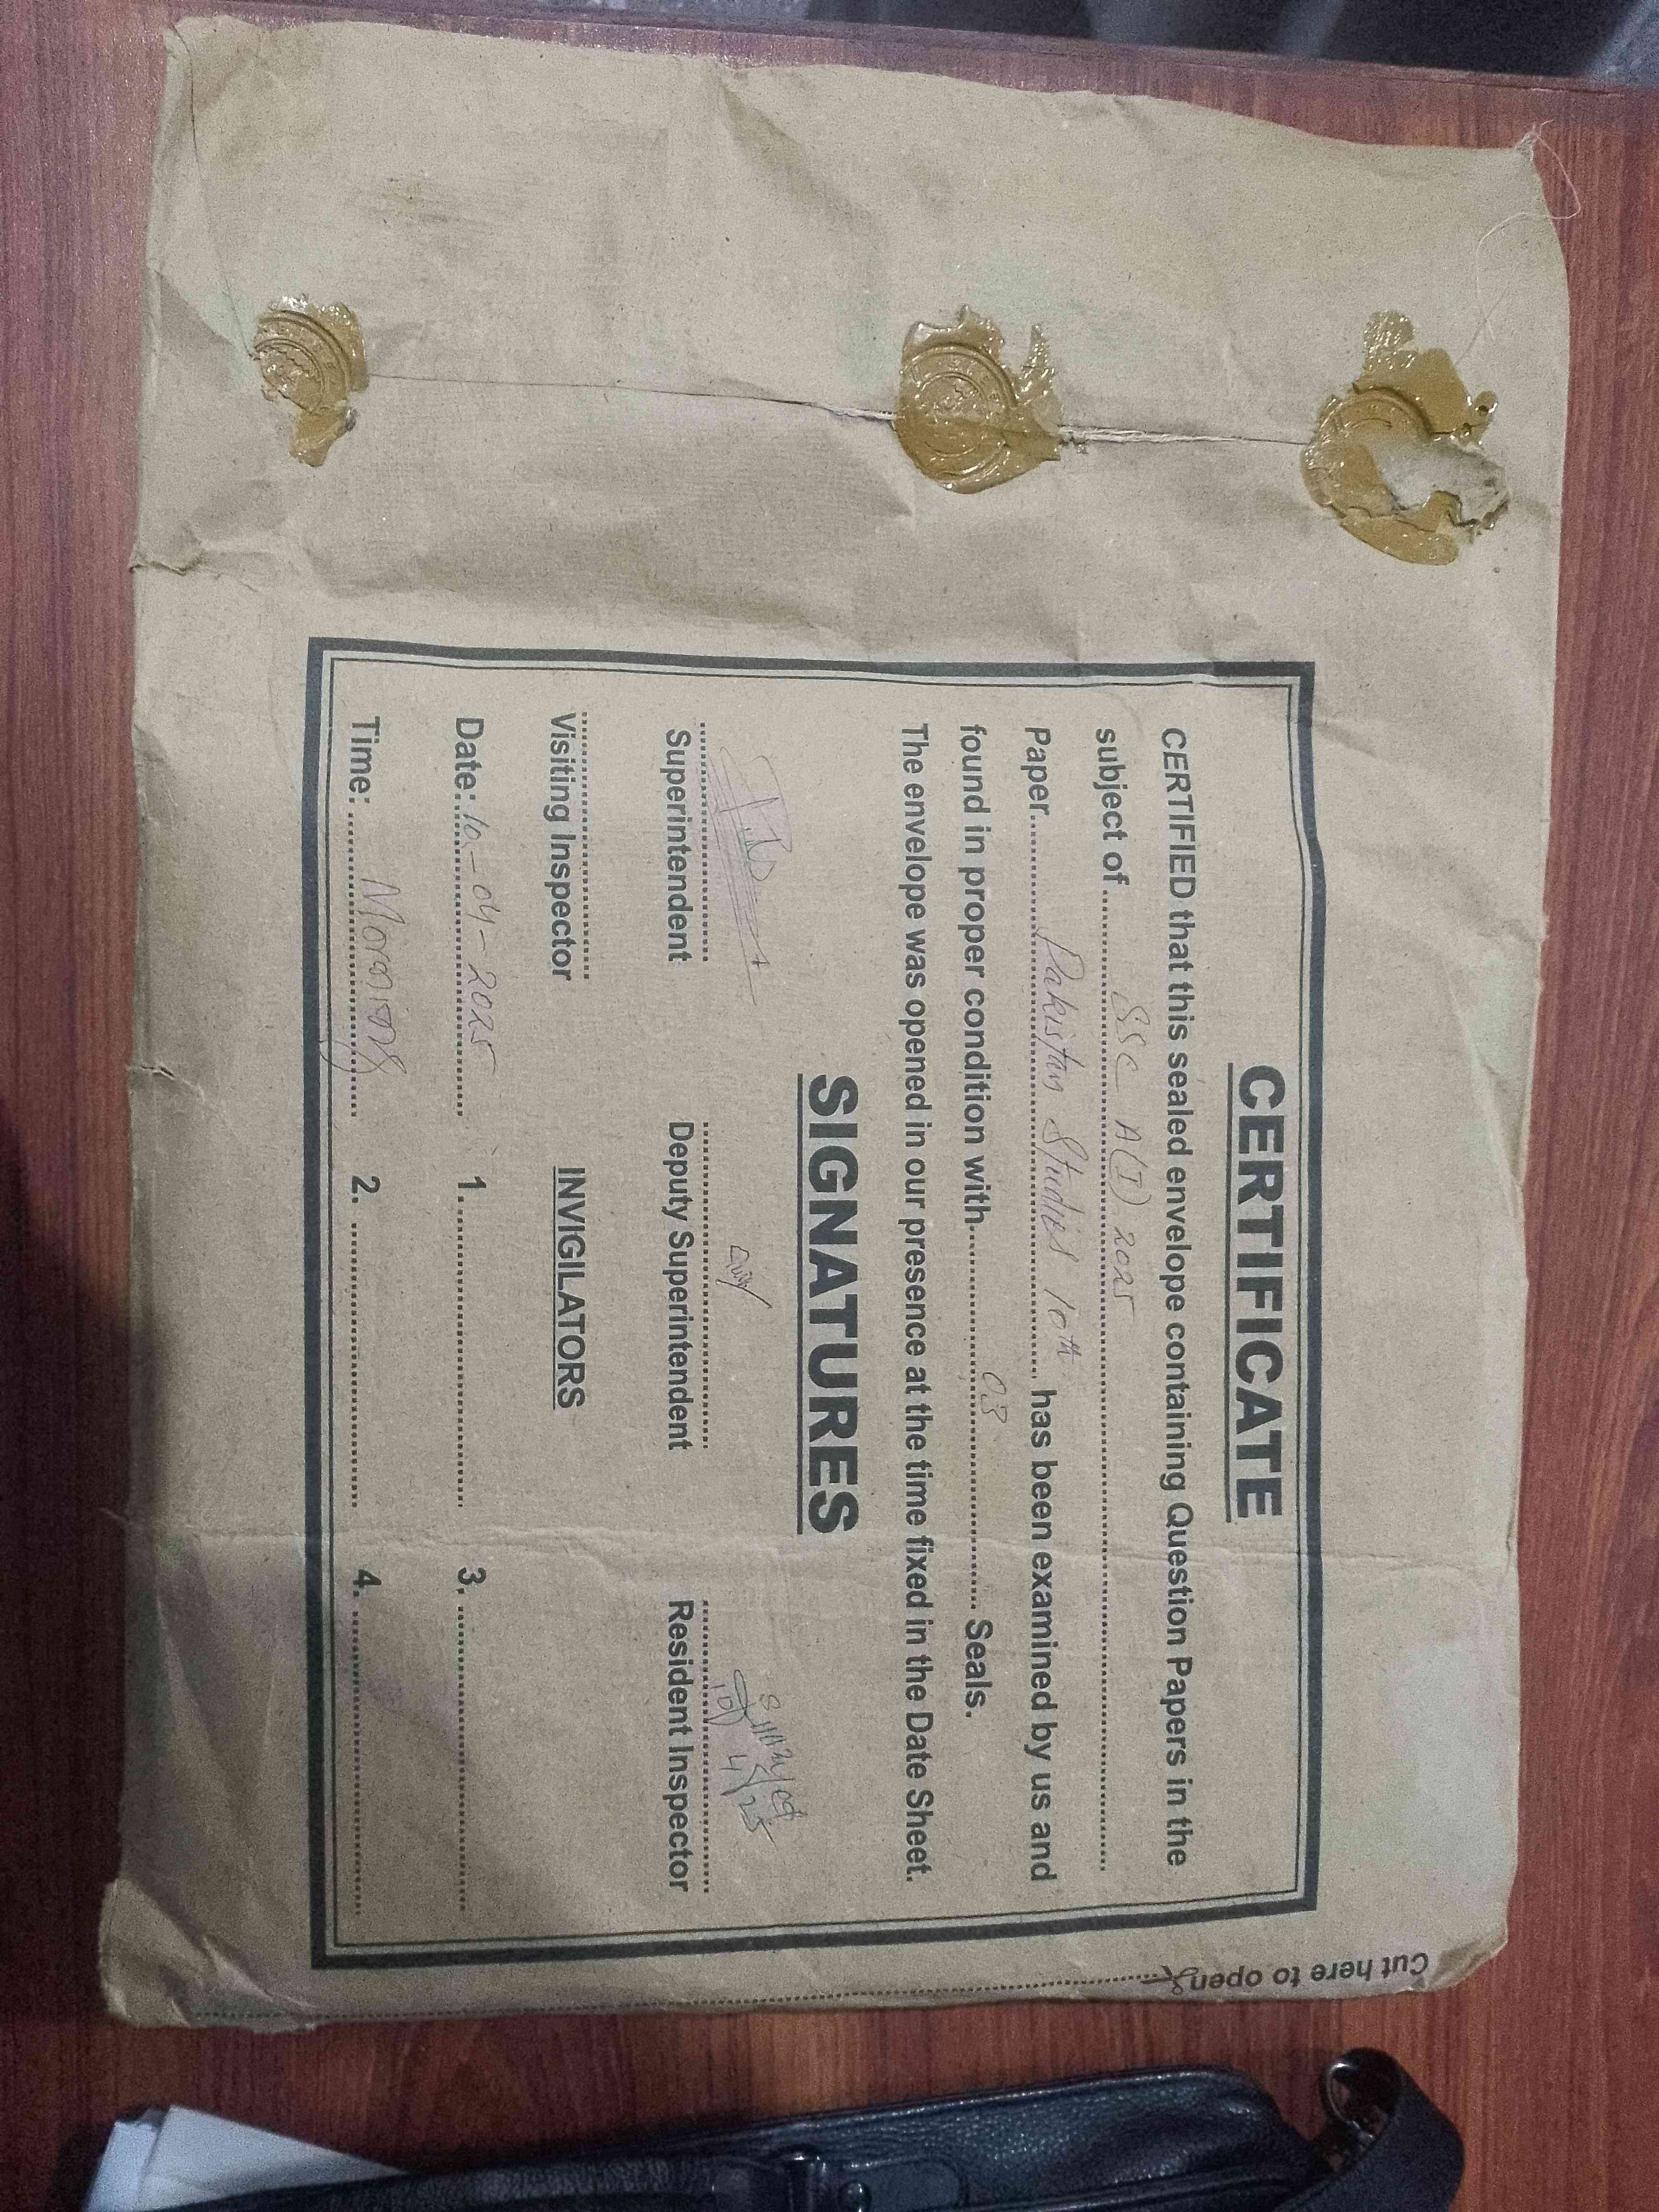 CERTIFICATE
CERTIFIED that this sealed envelope containing Question Papers in the
subject of.......... SSC A(I) 2025 ..........
Paper.......... Pakistan Studies 10th .......... has been examined by us and
found in proper condition with.......... 03 .......... Seals.
The envelope was opened in our presence at the time fixed in the Date Sheet.
SIGNATURES
10/4/25
Superintendent Deputy Superintendent Resident Inspector
Visiting Inspector INVIGILATORS
Date: 10-04-2025 1. .......... 3. ..........
Time: .......... Morning .......... 2. .......... 4. ..........
Cut here to open